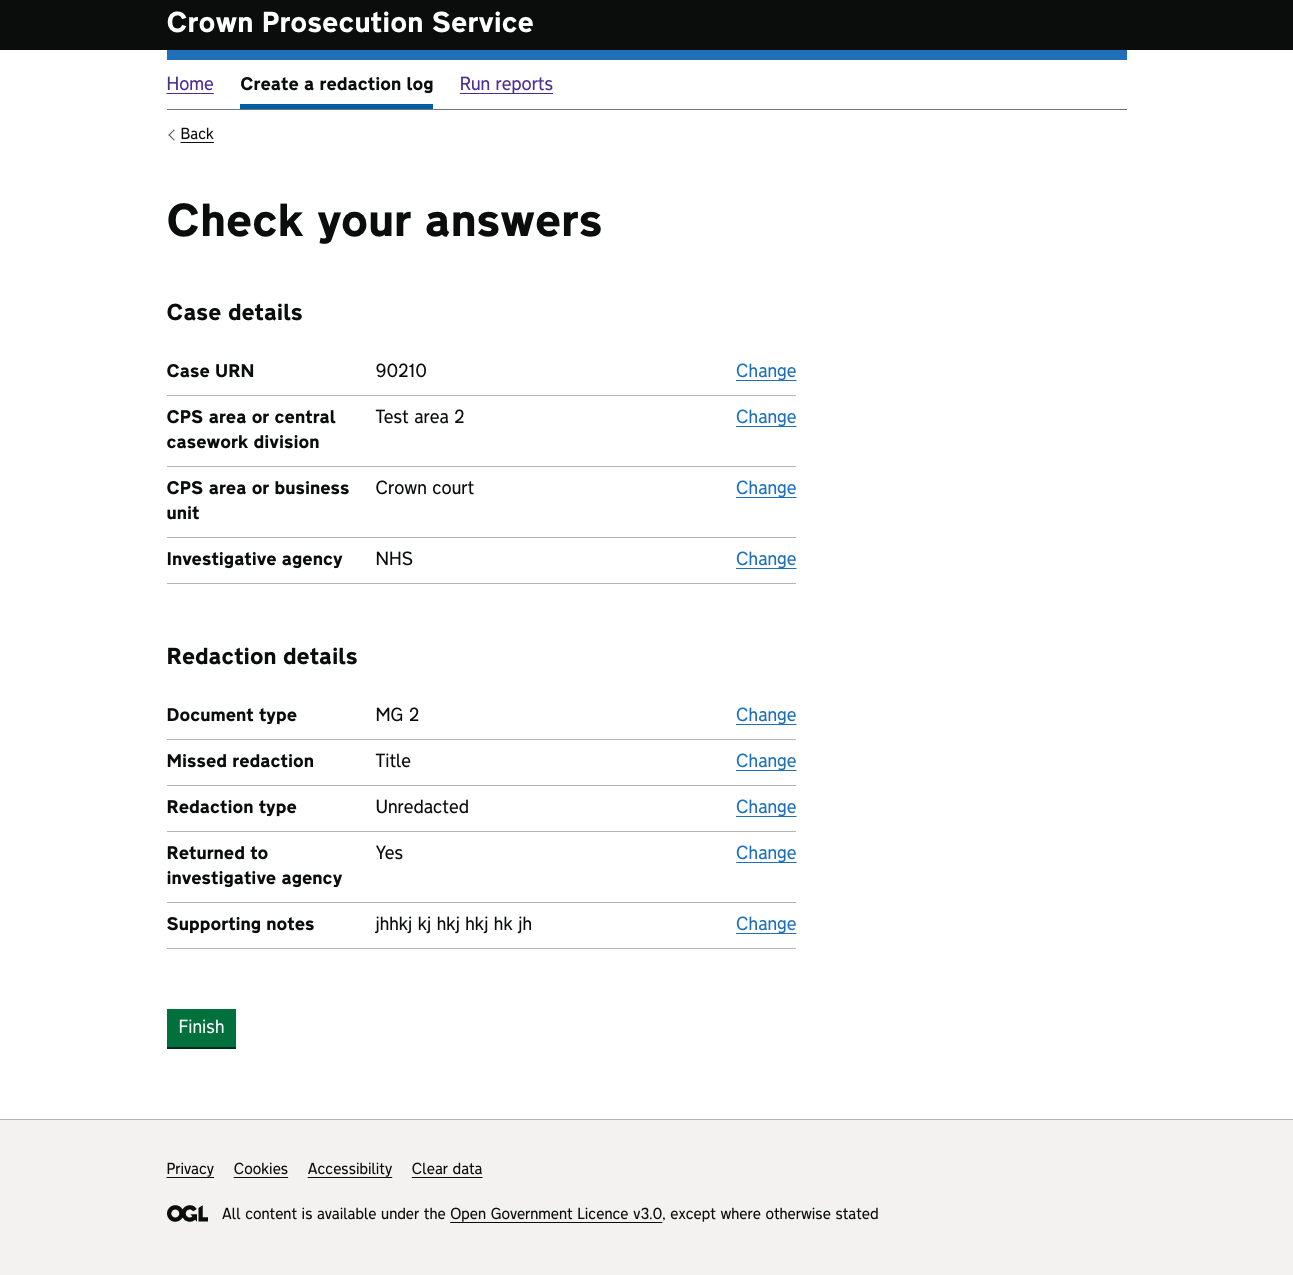 Crown Prosecution Service
Home Create a redaction log Run reports
Back
Check your answers
Case details
Case URN 90210 Change
CPS area or central Test area 2 Change
casework division
CPS area or business Crown court Change
unit
Investigative agency NHS Change
Redaction details
Document type MG 2 Change
Missed redaction Title Change
Redaction type Unredacted Change
Returned to Yes Change
investigative agency
Supporting notes jhhkj kj hkj hkj hk jh Change
Finish
Privacy Cookies Accessibility Clear data
OGL All content is available under the Open Government Licence v3.0, except where otherwise stated